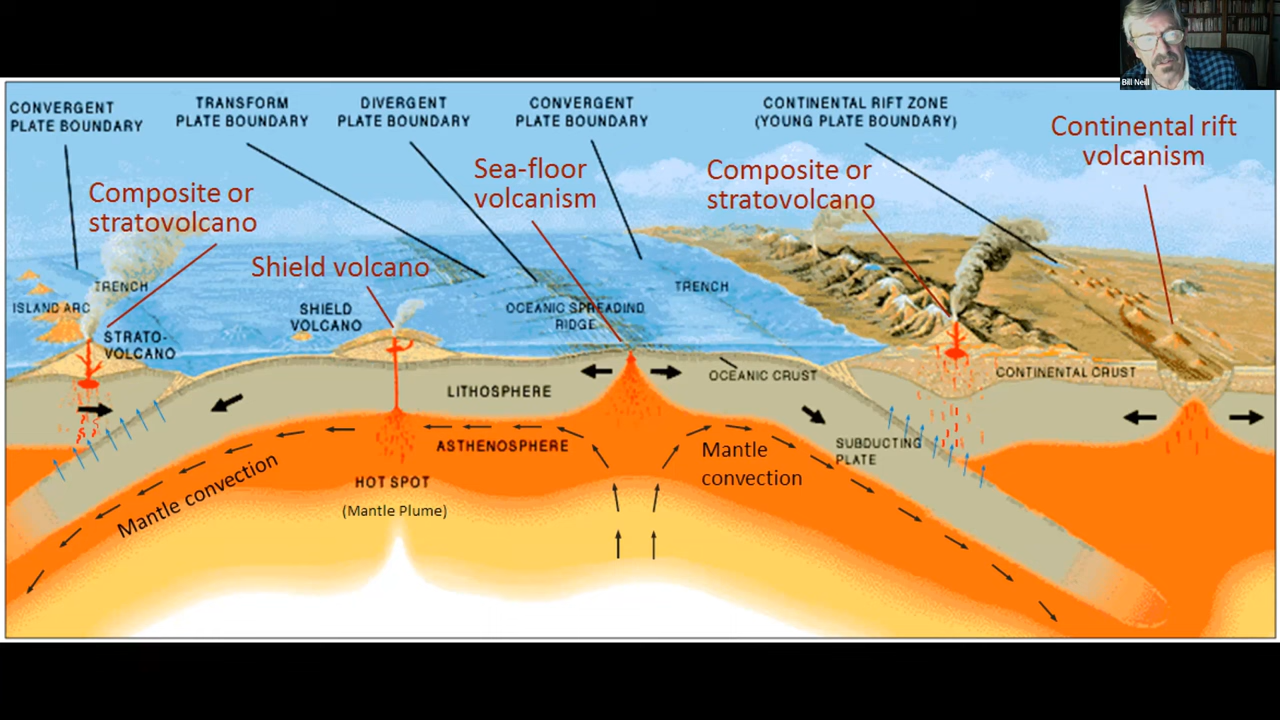 Bill Neill
CONVERGENT
PLATE BOUNDARY
TRANSFORM
PLATE BOUNDARY
DIVERGENT
PLATE BOUNDARY
CONVERGENT
PLATE BOUNDARY
CONTINENTAL RIFT ZONE
(YOUNG PLATE BOUNDARY)
Continental rift
volcanism
Composite or
stratovolcano
Sea-floor
volcanism
Composite or
stratovolcano
Shield volcano
TRENCH
ISLAND ARC
STRATO-
VOLCANO
SHIELD
VOLCANO
OCEANIC SPREADING
RIDGE
TRENCH
LITHOSPHERE
OCEANIC CRUST
CONTINENTAL CRUST
ASTHENOSPHERE
SUBDUCTING
PLATE
Mantle
convection
Mantle convection
HOT SPOT
(Mantle Plume)